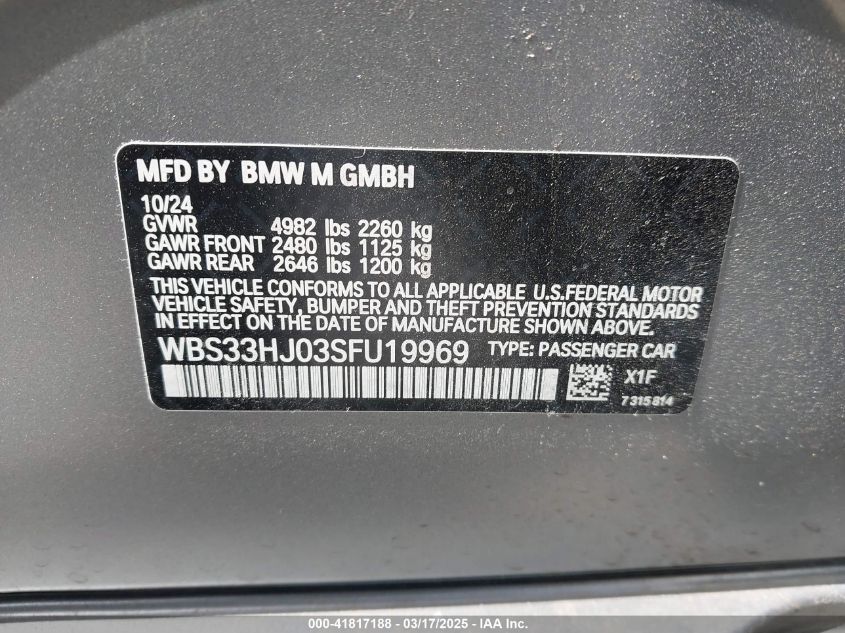 MFD BY BMW M GMBH
10/24
GVWR 4982 lbs 2260 kg
GAWR FRONT 2480 lbs 1125 kg
GAWR REAR 2646 lbs 1200 kg
THIS VEHICLE CONFORMS TO ALL APPLICABLE U.S.FEDERAL MOTOR
VEHICLE SAFETY, BUMPER AND THEFT PREVENTION STANDARDS
IN EFFECT ON THE DATE OF MANUFACTURE SHOWN ABOVE.
WBS33HJ03SFU19969 TYPE: PASSENGER CAR
X1F
7315814
000-41817188 - 03/17/2025 - IAA Inc.